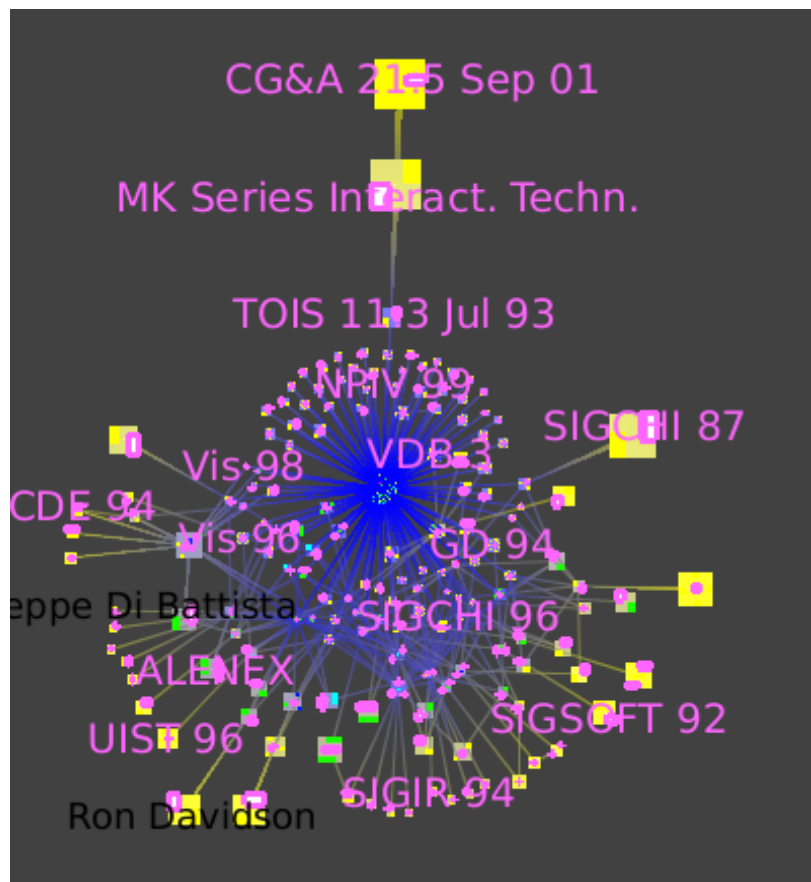 CG&A 21.5 Sep 01
MK Series Interact. Techn.
TOIS 11.3 Jul 93
NPIV 99
SIGCHI 87
VDB 3
Vis 98
CDE 94
Vis 96
GD 94
eppe Di Battista
SIGCHI 96
ALENEX
SIGSOFT 92
UIST 96
SIGIR 94
Ron Davidson